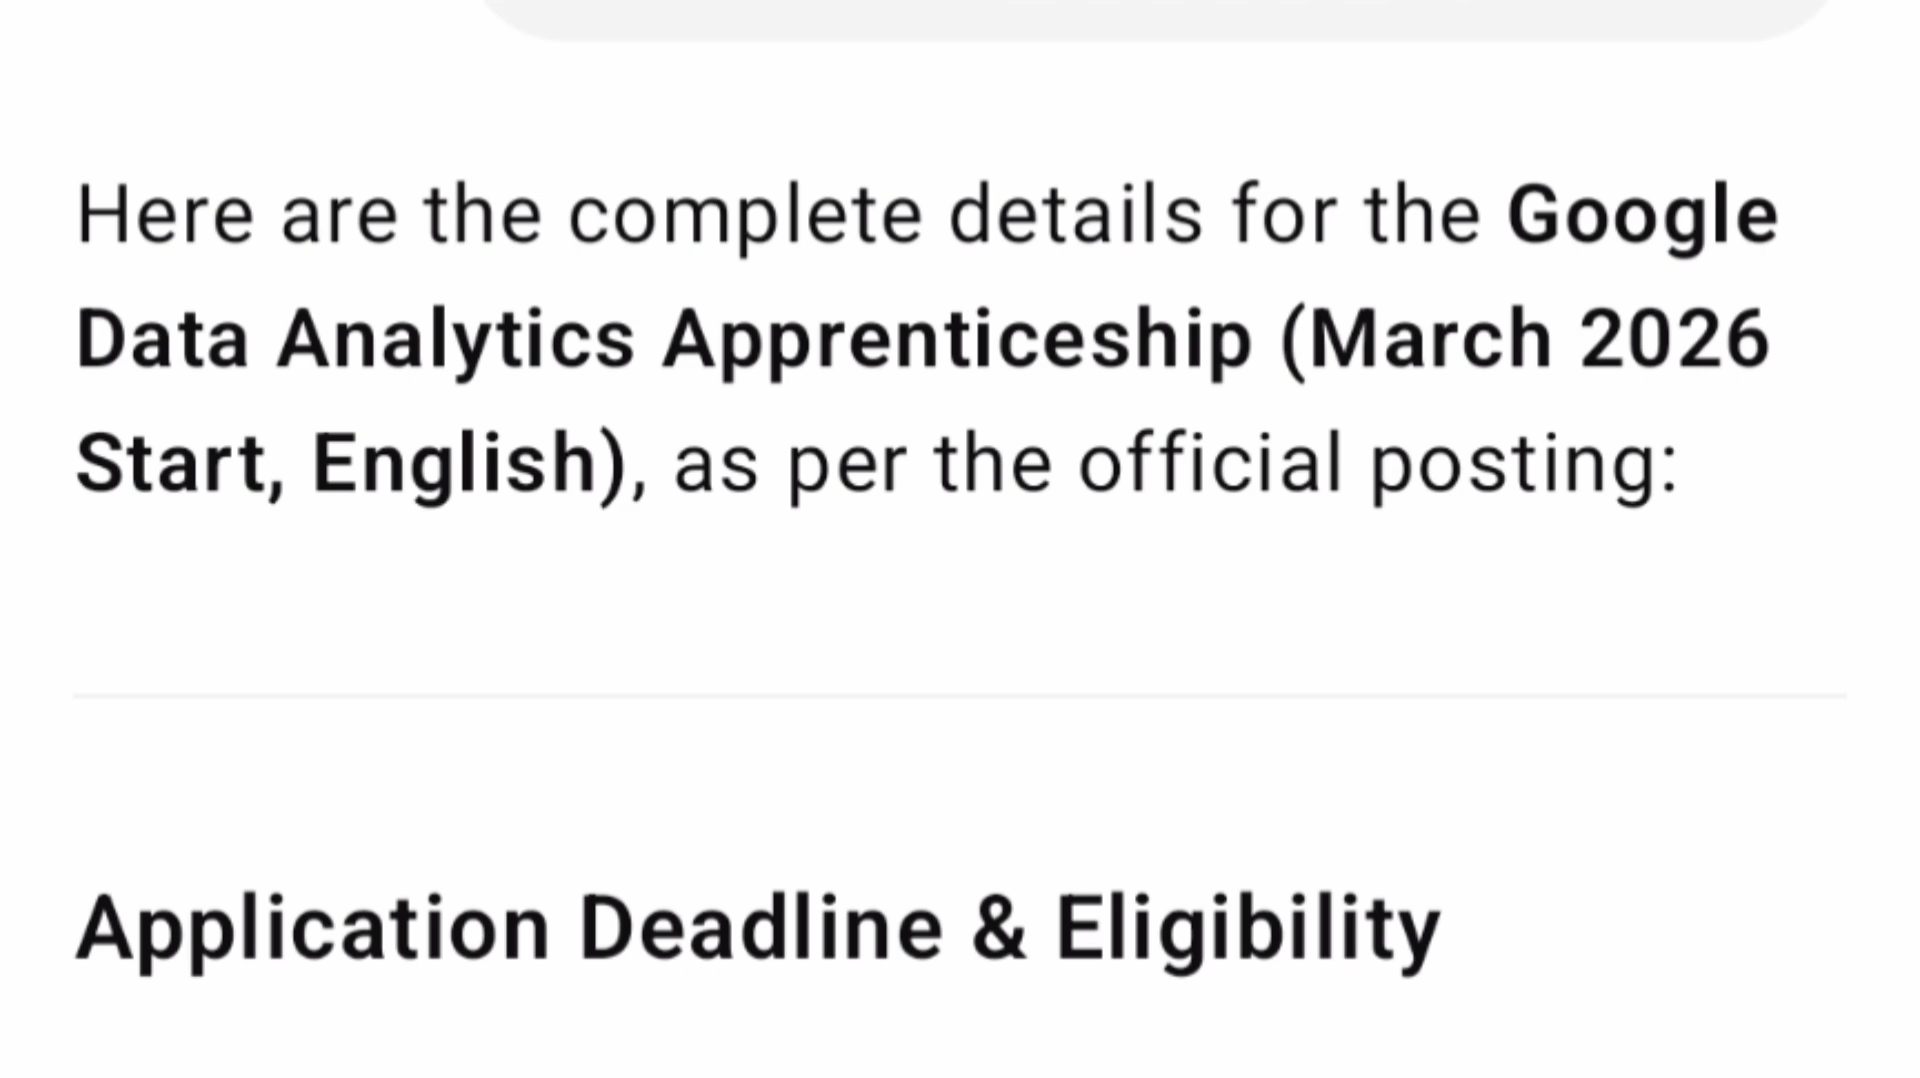 Here are the complete details for the Google
Data Analytics Apprenticeship (March 2026
Start, English), as per the official posting:
Application Deadline & Eligibility